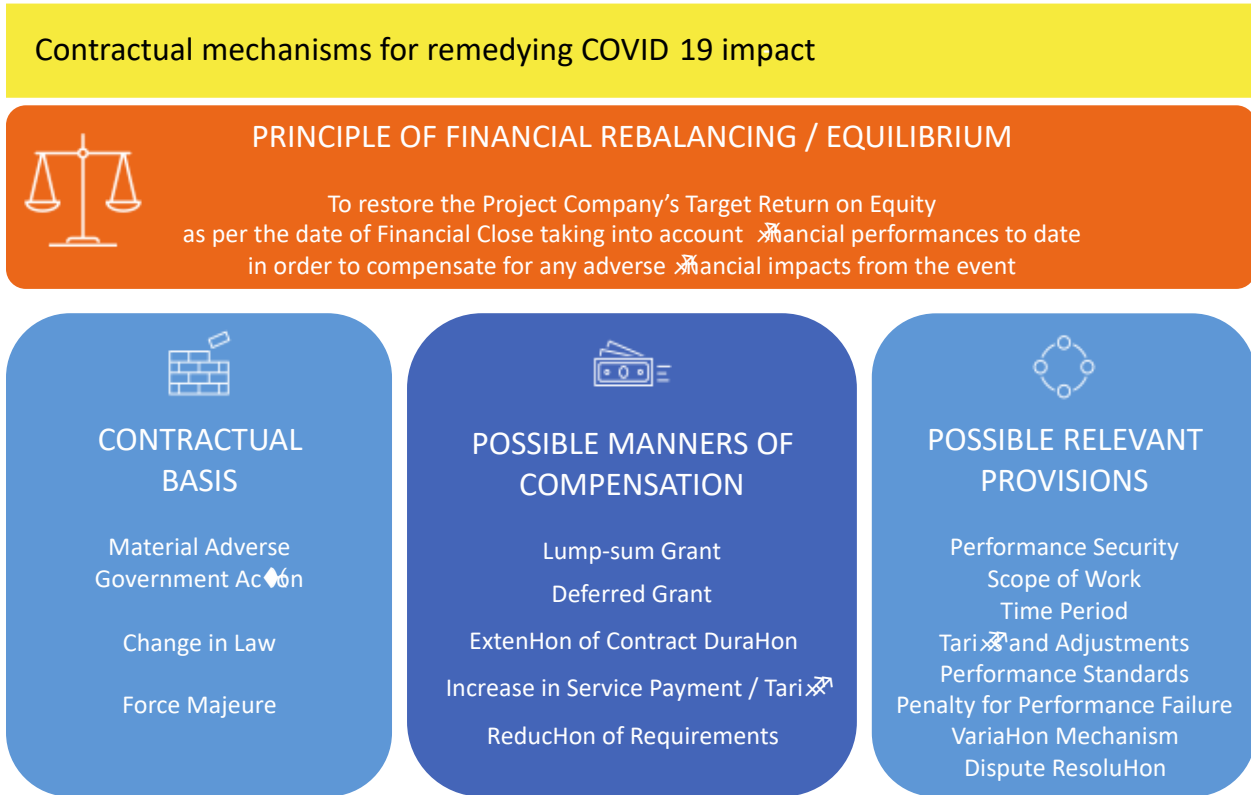 Contractual mechanisms for remedying COVID 19 impact
PRINCIPLE OF FINANCIAL REBALANCING / EQUILIBRIUM
To restore the Project Company’s Target Return on Equity
as per the date of Financial Close taking into account performances to date
in order to compensate for any adverse impacts from the event
CONTRACTUAL
BASIS
Material Adverse
Government
Change in Law
Force Majeure
POSSIBLE MANNERS OF
COMPENSATION
Lump-sum Grant
Deferred Grant
ExtenHon of Contract DuraHon
Increase in Service Payment /
ReducHon of Requirements
POSSIBLE RELEVANT
PROVISIONS
Performance Security
Scope of Work
Time Period
and Adjustments
Performance Standards
Penalty for Performance Failure
VariaHon Mechanism
Dispute ResoluHon